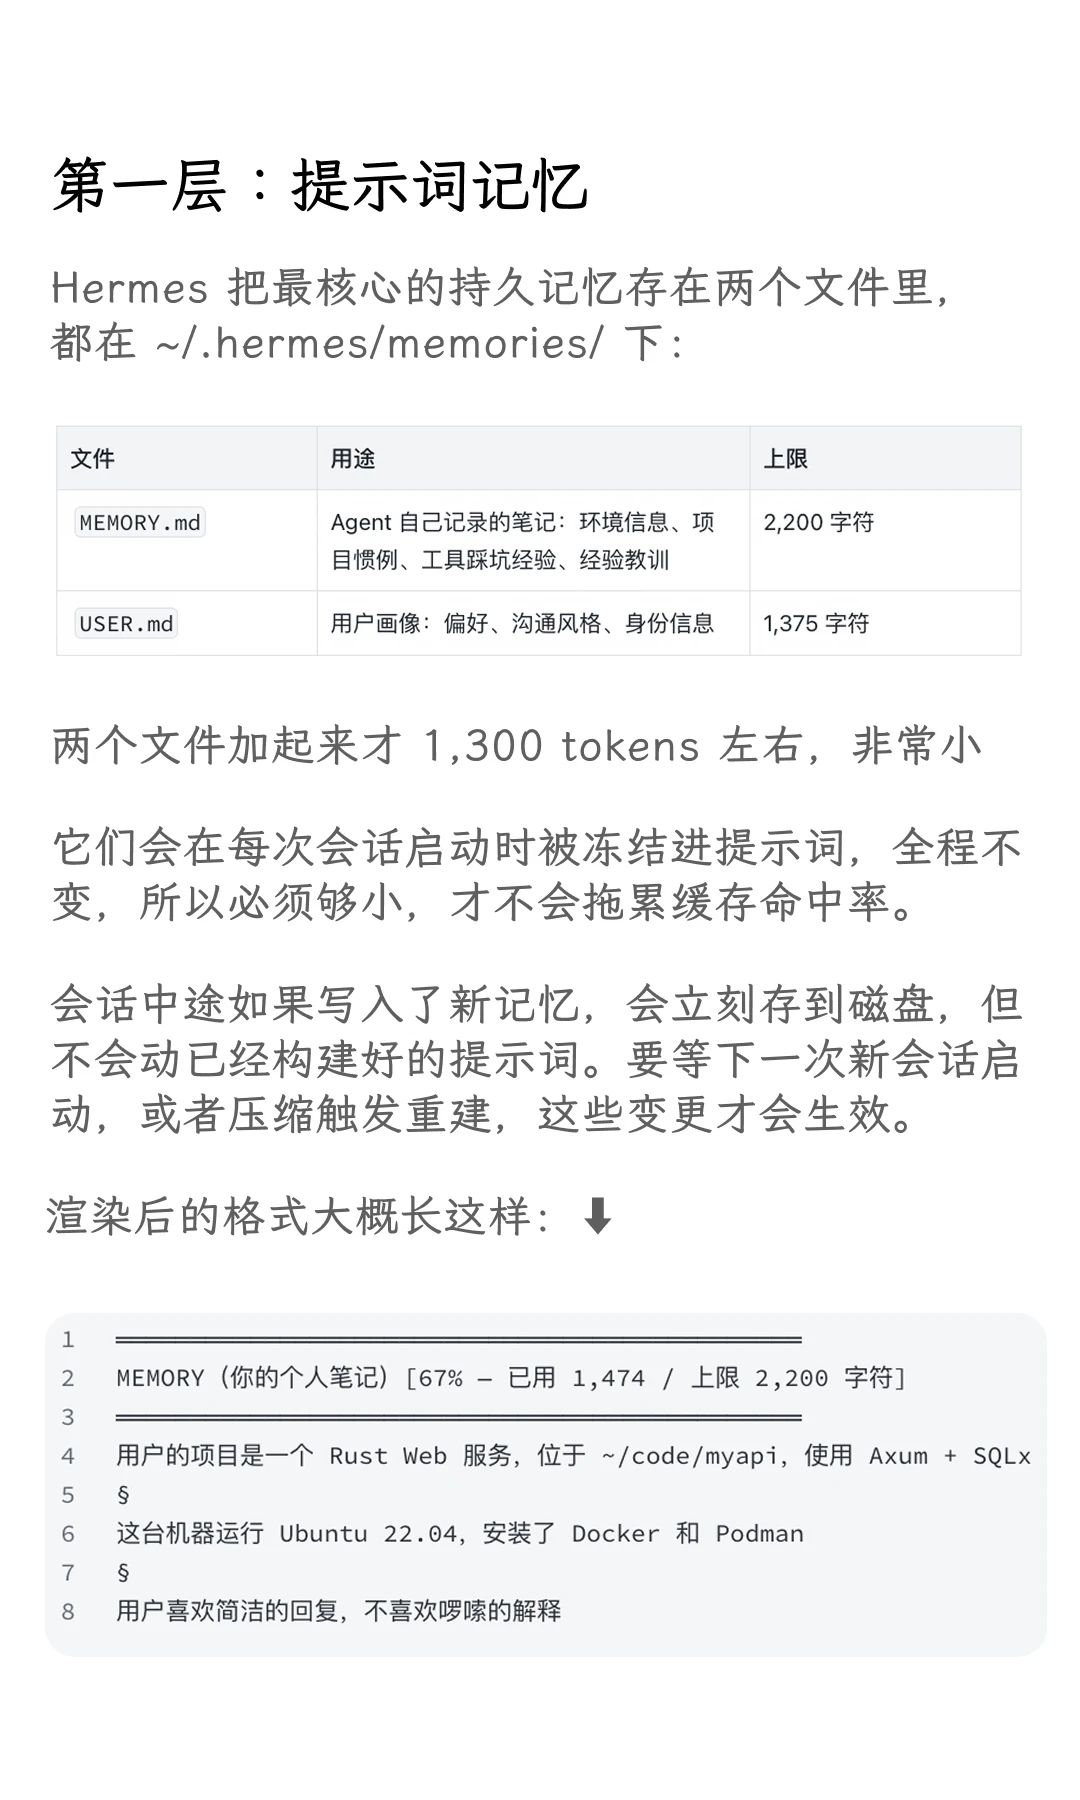 第一层：提示词记忆
Hermes 把最核心的持久记忆存在两个文件里，
都在 ~/.hermes/memories/ 下：
文件 用途 上限
MEMORY.md Agent 自己记录的笔记：环境信息、项 2,200 字符
目惯例、工具踩坑经验、经验教训
USER.md 用户画像：偏好、沟通风格、身份信息 1,375 字符
两个文件加起来才 1,300 tokens 左右，非常小
它们会在每次会话启动时被冻结进提示词，全程不
变，所以必须够小，才不会拖累缓存命中率。
会话中途如果写入了新记忆，会立刻存到磁盘，但
不会动已经构建好的提示词。要等下一次新会话启
动，或者压缩触发重建，这些变更才会生效。
渲染后的格式大概长这样：⬇
1 ══════════════════════════════════════════════
2 MEMORY（你的个人笔记）[67% — 已用 1,474 / 上限 2,200 字符]
3 ══════════════════════════════════════════════
4 用户的项目是一个 Rust Web 服务，位于 ~/code/myapi，使用 Axum + SQLx
5 §
6 这台机器运行 Ubuntu 22.04，安装了 Docker 和 Podman
7 §
8 用户喜欢简洁的回复，不喜欢啰嗦的解释